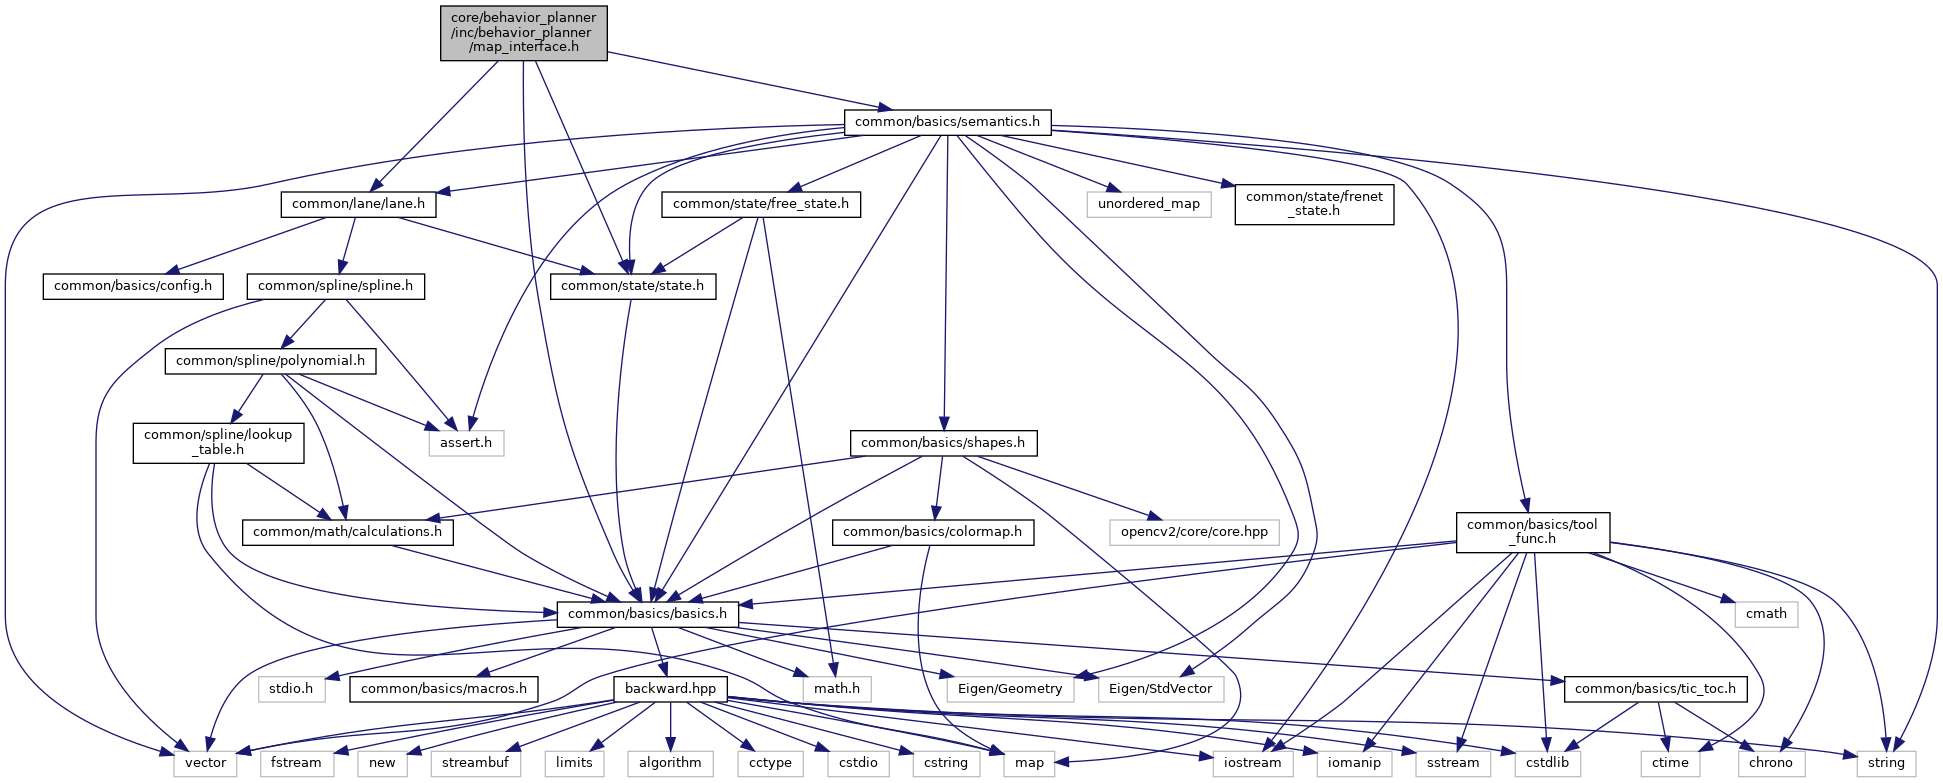 core/behavior_planner
/inc/behavior_planner
/map_interface.h
common/basics/semantics.h
common/lane/lane.h
common/state/free_state.h
unordered_map
common/state/frenet
_state.h
common/basics/config.h
common/spline/spline.h
common/state/state.h
common/spline/polynomial.h
common/spline/lookup
_table.h
assert.h
common/basics/shapes.h
common/math/calculations.h
common/basics/colormap.h
opencv2/core/core.hpp
common/basics/tool
_func.h
common/basics/basics.h
cmath
stdio.h
common/basics/macros.h
backward.hpp
math.h
Eigen/Geometry
Eigen/StdVector
common/basics/tic_toc.h
vector
fstream
new
streambuf
limits
algorithm
cctype
cstdio
cstring
map
iostream
iomanip
sstream
cstdlib
ctime
chrono
string